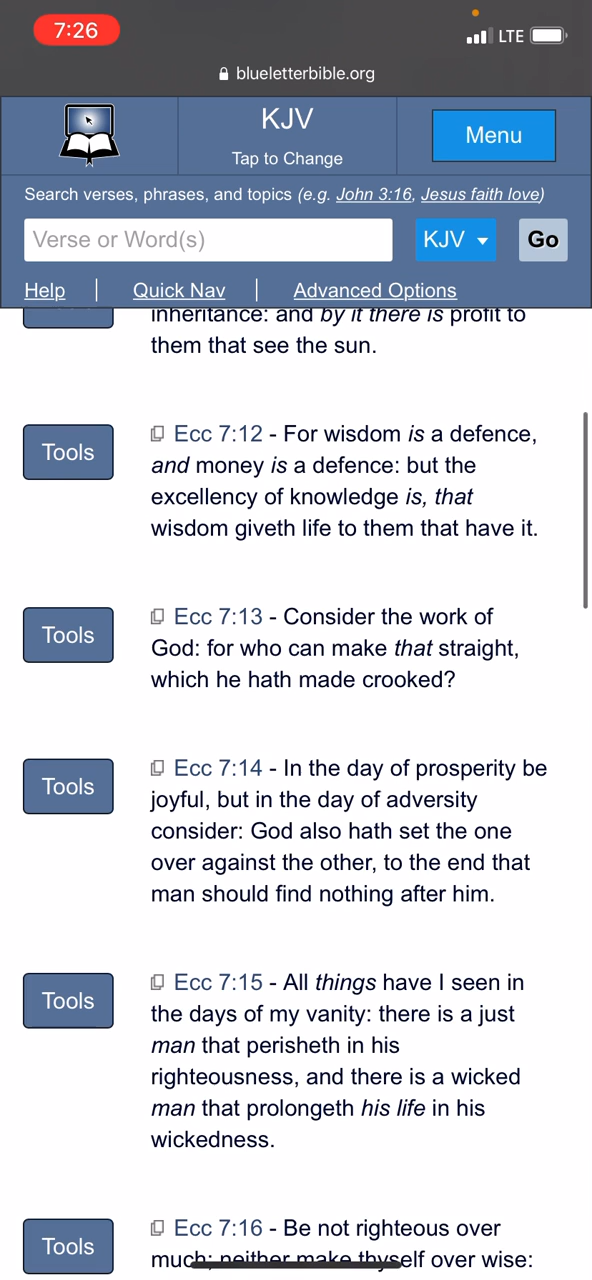 7:26
LTE
blueletterbible.org
KJV
Tap to Change
Menu
Search verses, phrases, and topics (e.g. John 3:16, Jesus faith love)
Verse or Word(s)
KJV
Go
Help | Quick Nav | Advanced Options
inheritance: and by it there is profit to
them that see the sun.
Tools
Ecc 7:12 - For wisdom is a defence,
and money is a defence: but the
excellency of knowledge is, that
wisdom giveth life to them that have it.
Tools
Ecc 7:13 - Consider the work of
God: for who can make that straight,
which he hath made crooked?
Tools
Ecc 7:14 - In the day of prosperity be
joyful, but in the day of adversity
consider: God also hath set the one
over against the other, to the end that
man should find nothing after him.
Tools
Ecc 7:15 - All things have I seen in
the days of my vanity: there is a just
man that perisheth in his
righteousness, and there is a wicked
man that prolongeth his life in his
wickedness.
Tools
Ecc 7:16 - Be not righteous over
much; neither make thyself over wise: